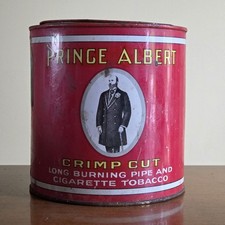 PRINCE ALBERT
CRIMP CUT
LONG BURNING PIPE AND
CIGARETTE TOBACCO